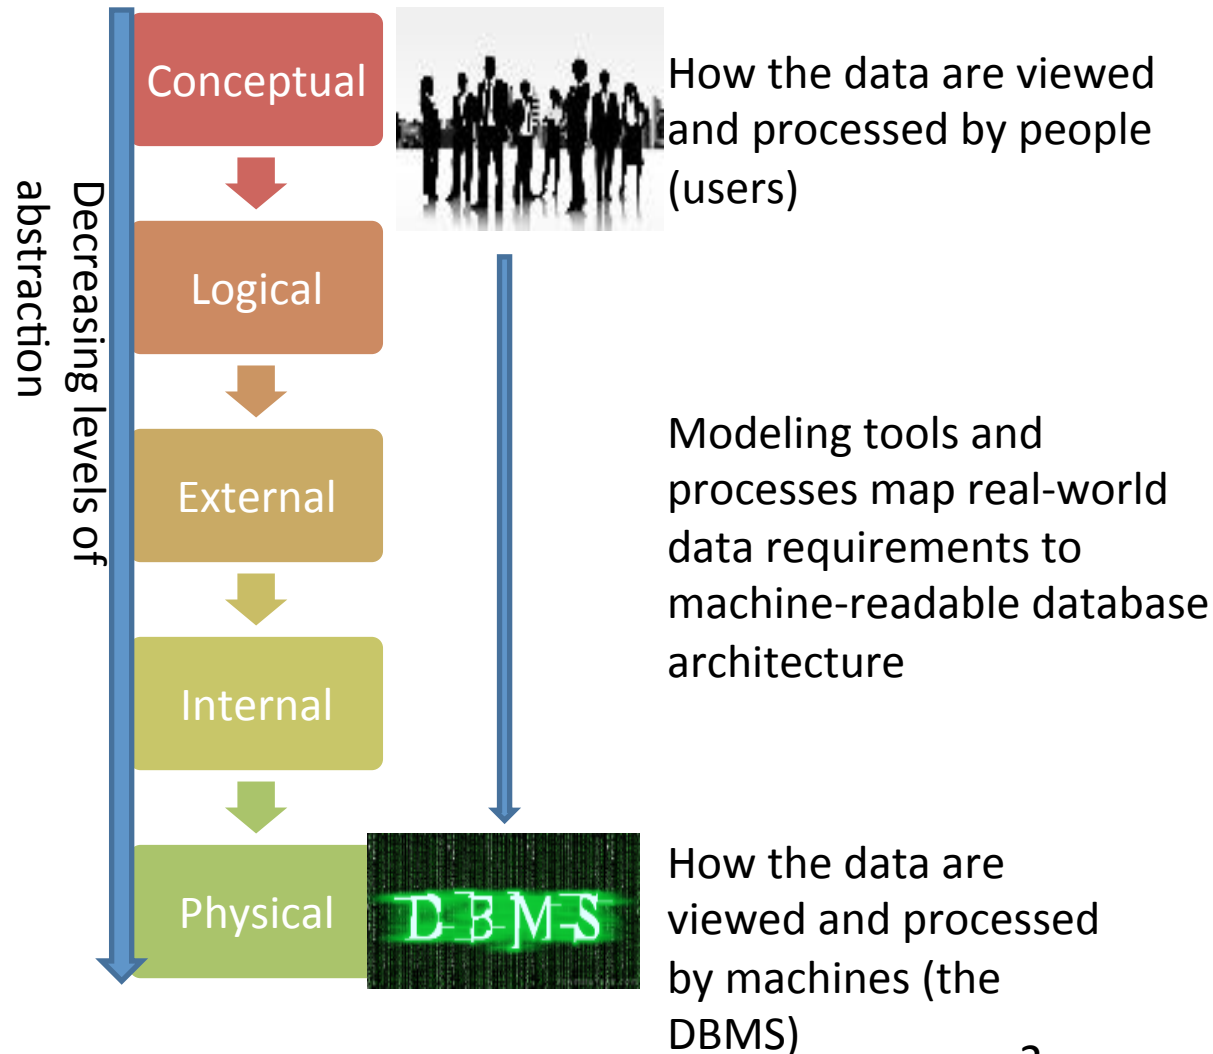 Conceptual
How the data are viewed
and processed by people
(users)
Decreasing levels of
abstraction
Logical
External
Modeling tools and
processes map real-world
data requirements to
machine-readable database
architecture
Internal
Physical
DBMS
How the data are
viewed and processed
by machines (the
DBMS)